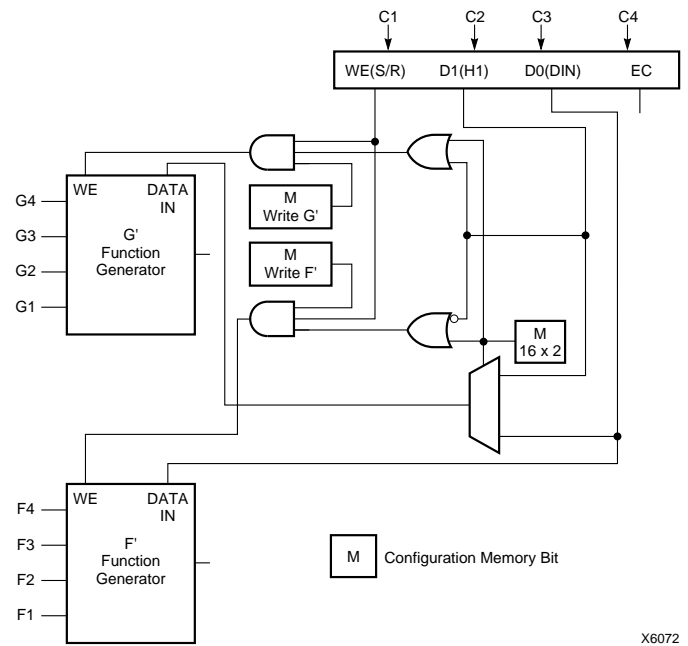 C1 C2 C3 C4
WE(S/R) D1(H1) D0(DIN) EC
WE DATA
IN
G4
G3
G2
G1
G'
Function
Generator
M
Write G'
M
Write F'
M
16 x 2
WE DATA
IN
F4
F3
F2
F1
F'
Function
Generator
M Configuration Memory Bit
X6072